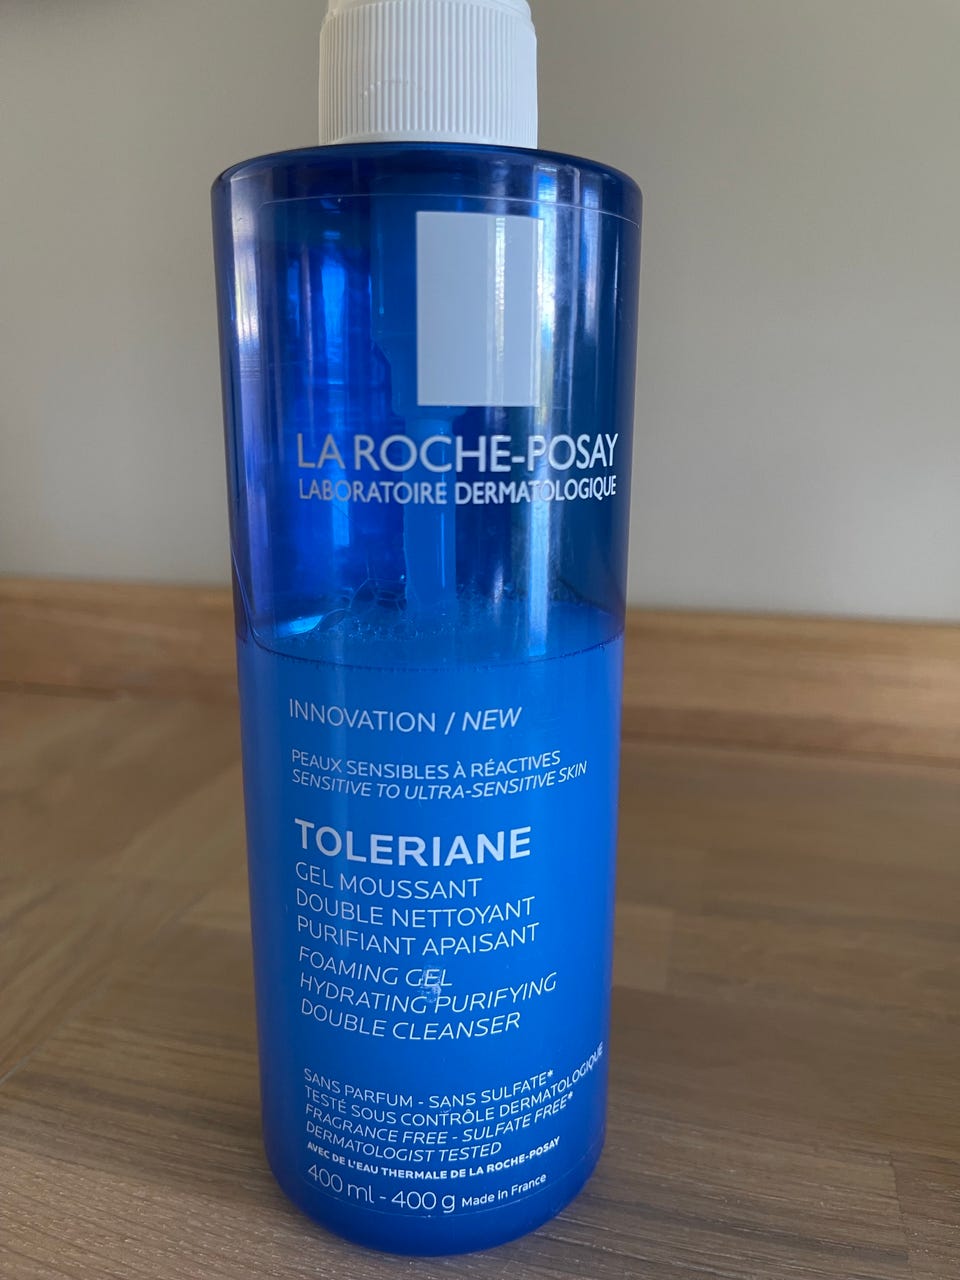 LA ROCHE-POSAY
LABORATOIRE DERMATOLOGIQUE
INNOVATION / NEW
PEAUX SENSIBLES À RÉACTIVES
SENSITIVE TO ULTRA-SENSITIVE SKIN
TOLERIANE
GEL MOUSSANT
DOUBLE NETTOYANT
PURIFIANT APAISANT
FOAMING GEL
HYDRATING PURIFYING
DOUBLE CLEANSER
SANS PARFUM - SANS SULFATE*
TESTÉ SOUS CONTRÔLE DERMATOLOGIQUE
FRAGRANCE FREE - SULFATE FREE*
DERMATOLOGIST TESTED
AVEC DE L'EAU THERMALE DE LA ROCHE-POSAY
400 ml - 400 g Made in France